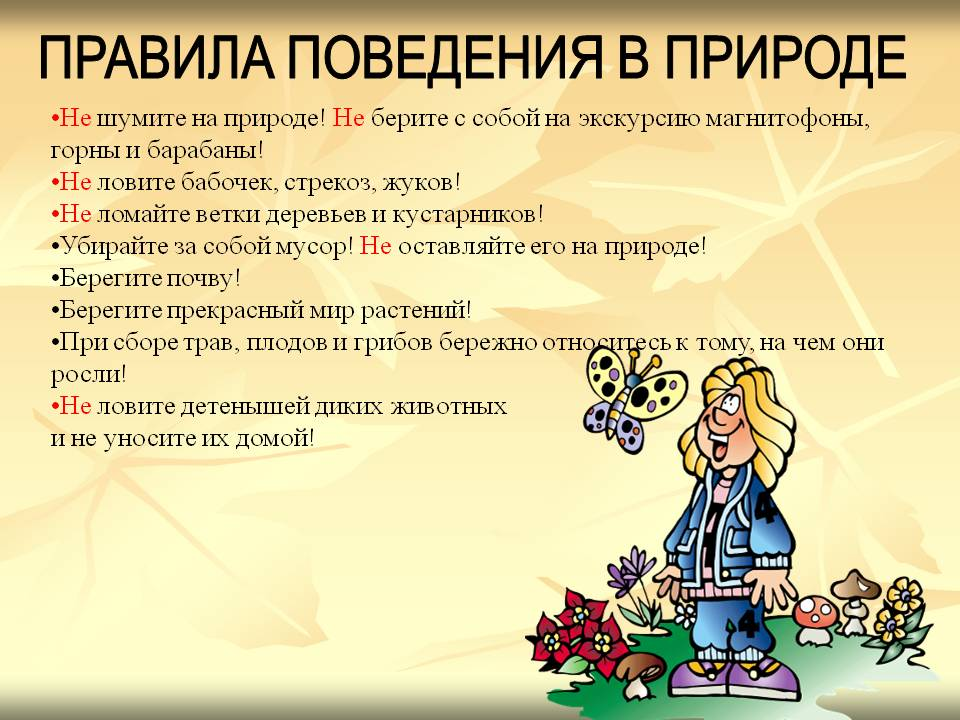 ПРАВИЛА ПОВЕДЕНИЯ В ПРИРОДЕ
•Не шумите на природе! Не берите с собой на экскурсию магнитофоны,
горны и барабаны!
•Не ловите бабочек, стрекоз, жуков!
•Не ломайте ветки деревьев и кустарников!
•Убирайте за собой мусор! Не оставляйте его на природе!
•Берегите почву!
•Берегите прекрасный мир растений!
•При сборе трав, плодов и грибов бережно относитесь к тому, на чем они
росли!
•Не ловите детенышей диких животных
и не уносите их домой!
4
4